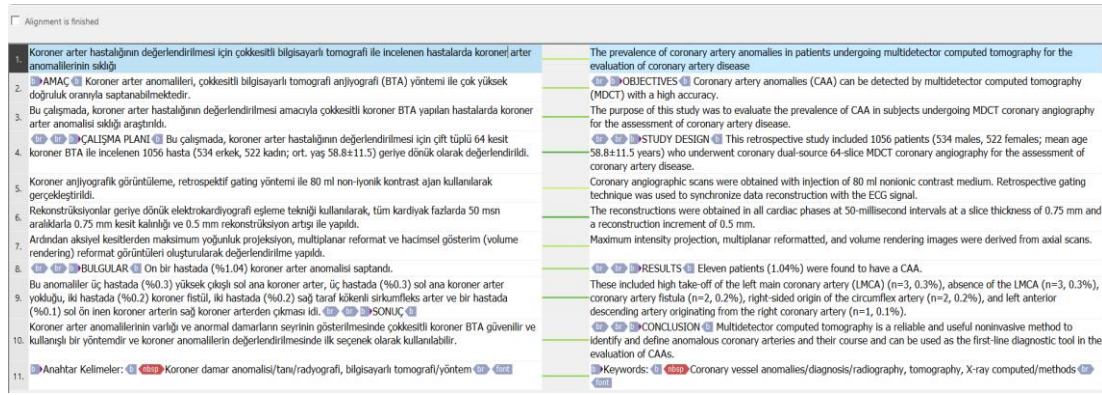 Alignment is finished
1.
Koroner arter hastalığının değerlendirilmesi için çokkesitli bilgisayarlı tomografi ile incelenen hastalarda koroner arter
anomalilerinin sıklığı
The prevalence of coronary artery anomalies in patients undergoing multidetector computed tomography for the
evaluation of coronary artery disease
2.
b AMAÇ b Koroner arter anomalileri, çokkesitli bilgisayarlı tomografi anjiyografi (BTA) yöntemi ile çok yüksek
doğruluk oranıyla saptanabilmektedir.
br b OBJECTIVES b Coronary artery anomalies (CAA) can be detected by multidetector computed tomography
(MDCT) with a high accuracy.
3.
Bu çalışmada, koroner arter hastalığının değerlendirilmesi amacıyla çokkesitli koroner BTA yapılan hastalarda koroner
arter anomalisi sıklığı araştırıldı.
The purpose of this study was to evaluate the prevalence of CAA in subjects undergoing MDCT coronary angiography
for the assessment of coronary artery disease.
4.
br br b ÇALIŞMA PLANI b Bu çalışmada, koroner arter hastalığının değerlendirilmesi için çift tüplü 64 kesit
koroner BTA ile incelenen 1056 hasta (534 erkek, 522 kadın; ort. yaş 58.8±11.5) geriye dönük olarak değerlendirildi.
br br b STUDY DESIGN b This retrospective study included 1056 patients (534 males, 522 females; mean age
58.8±11.5 years) who underwent coronary dual-source 64-slice MDCT coronary angiography for the assessment of
coronary artery disease.
5.
Koroner anjiyografik görüntüleme, retrospektif gating yöntemi ile 80 ml non-iyonik kontrast ajan kullanılarak
gerçekleştirildi.
Coronary angiographic scans were obtained with injection of 80 ml nonionic contrast medium. Retrospective gating
technique was used to synchronize data reconstruction with the ECG signal.
6.
Rekonstrüksiyonlar geriye dönük elektrokardiyografi eşleme tekniği kullanılarak, tüm kardiyak fazlarda 50 msn
aralıklarla 0.75 mm kesit kalınlığı ve 0.5 mm rekonstrüksiyon artışı ile yapıldı.
The reconstructions were obtained in all cardiac phases at 50-millisecond intervals at a slice thickness of 0.75 mm and
a reconstruction increment of 0.5 mm.
7.
Ardından aksiyel kesitlerden maksimum yoğunluk projeksiyon, multiplanar reformat ve hacimsel gösterim (volume
rendering) reformat görüntüleri oluşturularak değerlendirilme yapıldı.
Maximum intensity projection, multiplanar reformatted, and volume rendering images were derived from axial scans.
8.
br br b BULGULAR b On bir hastada (%1.04) koroner arter anomalisi saptandı.
br br b RESULTS b Eleven patients (1.04%) were found to have a CAA.
9.
Bu anomaliler üç hastada (%0.3) yüksek çıkışlı sol ana koroner arter, üç hastada (%0.3) sol ana koroner arter
yokluğu, iki hastada (%0.2) koroner fistül, iki hastada (%0.2) sağ taraf kökenli sirkumfleks arter ve bir hastada
(%0.1) sol ön inen koroner arterin sağ koroner arterden çıkması idi. br br b SONUÇ b
These included high take-off of the left main coronary artery (LMCA) (n=3, 0.3%), absence of the LMCA (n=3, 0.3%),
coronary artery fistula (n=2, 0.2%), right-sided origin of the circumflex artery (n=2, 0.2%), and left anterior
descending artery originating from the right coronary artery (n=1, 0.1%).
10.
Koroner arter anomalilerinin varlığı ve anormal damarların seyrinin gösterilmesinde çokkesitli koroner BTA güvenilir ve
kullanışlı bir yöntemdir ve koroner anomalilerin değerlendirilmesinde ilk seçenek olarak kullanılabilir.
br br b CONCLUSION b Multidetector computed tomography is a reliable and useful noninvasive method to
identify and define anomalous coronary arteries and their course and can be used as the first-line diagnostic tool in the
evaluation of CAAs.
11.
b Anahtar Kelimeler: b nbsp Koroner damar anomalisi/tanı/radyografi, bilgisayarlı tomografi/yöntem br font
b Keywords: b nbsp Coronary vessel anomalies/diagnosis/radiography, tomography, X-ray computed/methods br
font